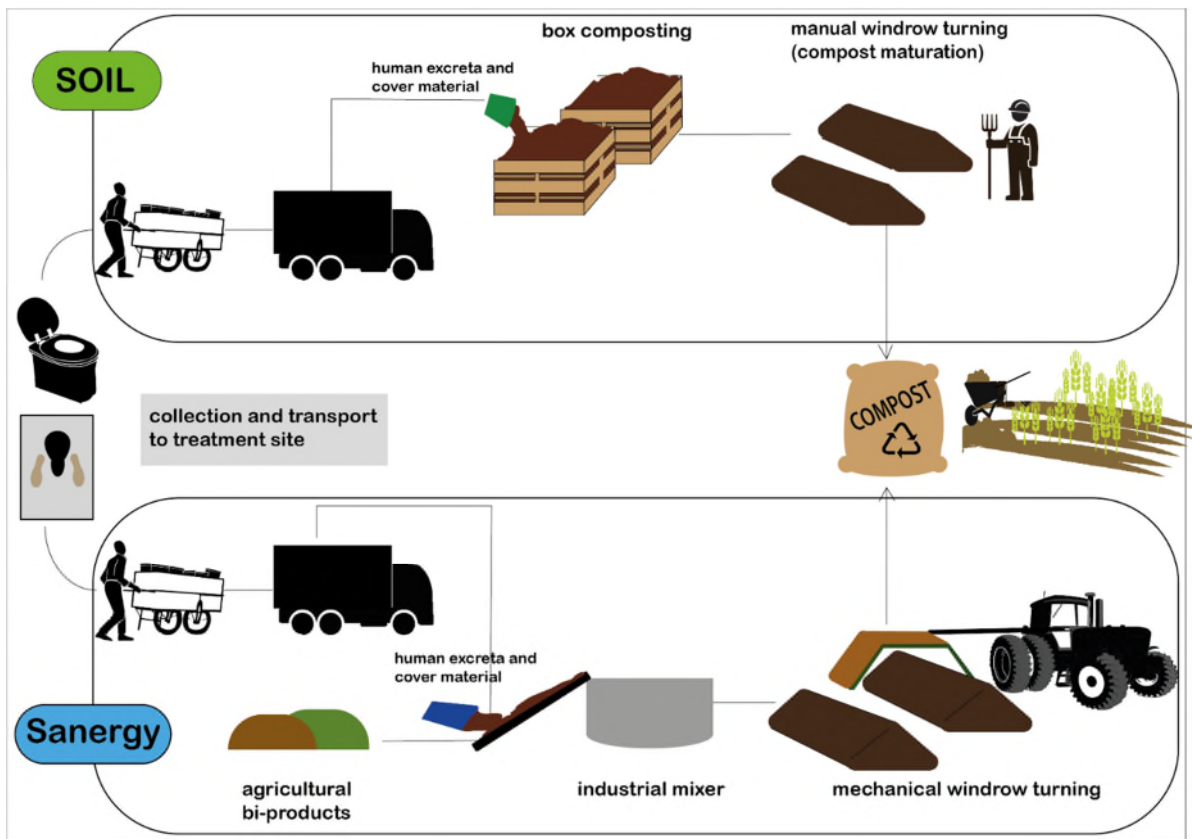 SOIL
box composting
manual windrow turning
(compost maturation)
human excreta and
cover material
collection and transport
to treatment site
COMPOST
human excreta and
cover material
Sanergy
agricultural
bi-products
industrial mixer
mechanical windrow turning